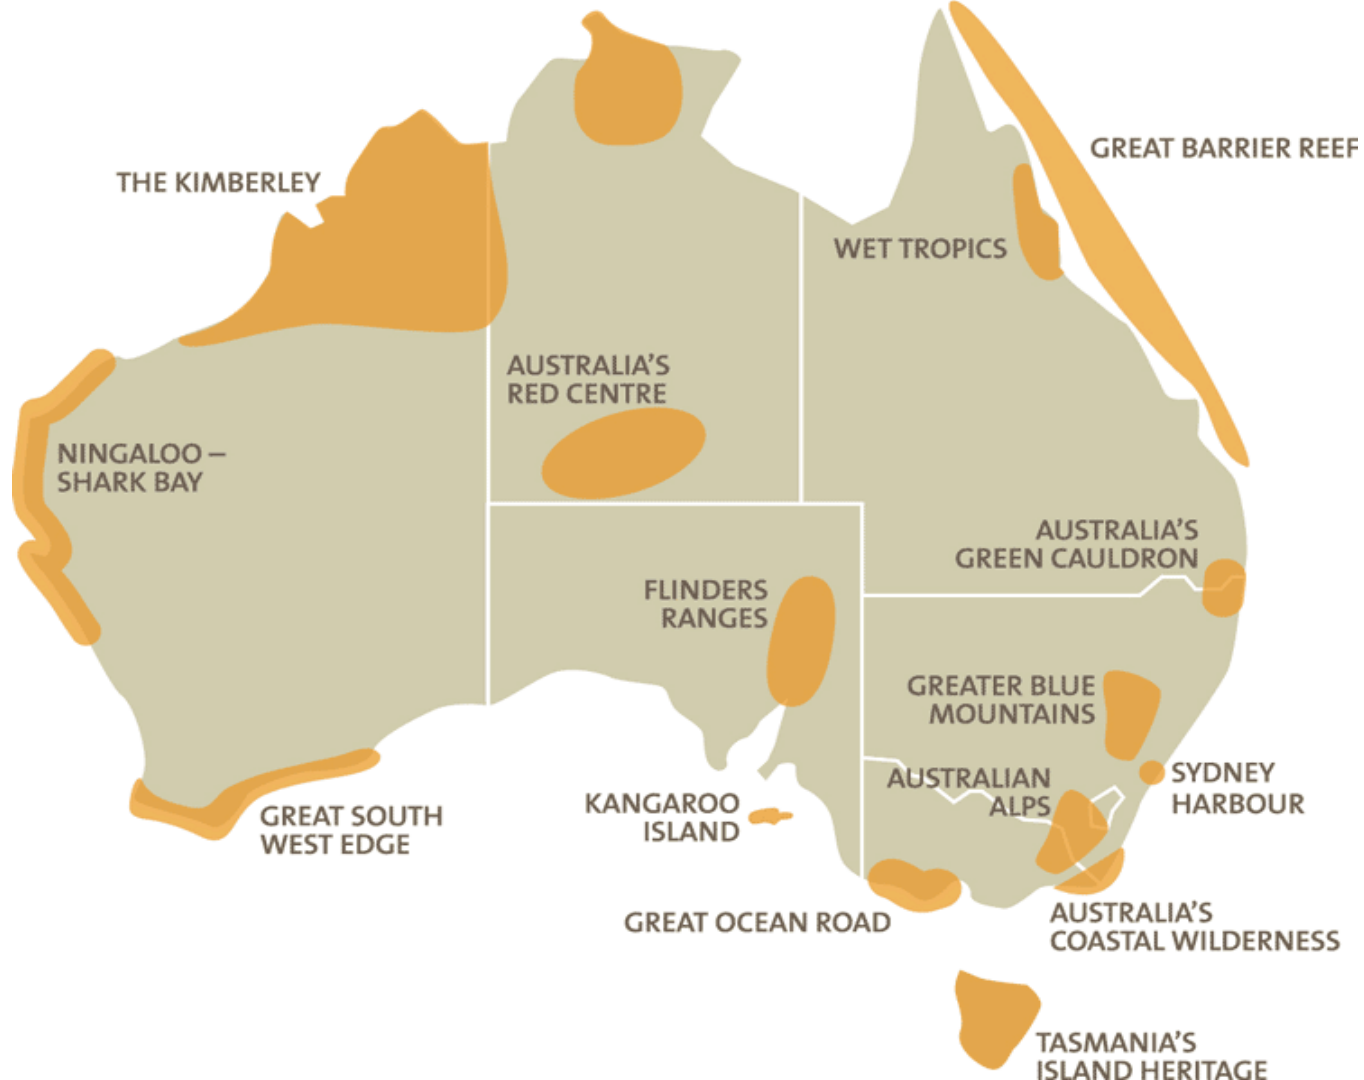 GREAT BARRIER REEF
THE KIMBERLEY
WET TROPICS
AUSTRALIA'S
RED CENTRE
NINGALOO –
SHARK BAY
AUSTRALIA'S
GREEN CAULDRON
FLINDERS
RANGES
GREATER BLUE
MOUNTAINS
SYDNEY
HARBOUR
AUSTRALIAN
ALPS
KANGAROO
ISLAND
GREAT SOUTH
WEST EDGE
GREAT OCEAN ROAD
AUSTRALIA'S
COASTAL WILDERNESS
TASMANIA'S
ISLAND HERITAGE